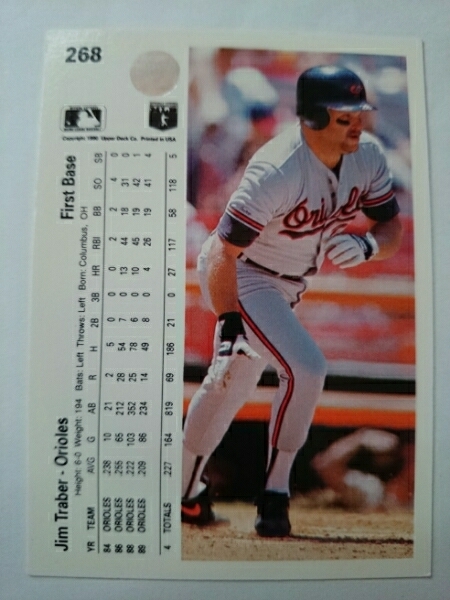 268
Copyright 1990 Upper Deck Co. Printed in USA
Jim Traber - Orioles First Base
Height: 6-0 Weight: 194 Bats: Left Throws: Left Born: Columbus, OH
YR TEAM AVG G AB R H 2B 3B HR RBI BB SO SB
84 ORIOLES .238 10 21 2 5 0 0 0 2 2 4 0
86 ORIOLES .255 65 212 28 54 7 0 13 44 18 31 0
88 ORIOLES .222 103 352 25 78 6 0 10 45 19 42 1
89 ORIOLES .209 86 234 14 49 8 0 4 26 19 41 4
4 TOTALS .227 164 819 69 186 21 0 27 117 58 118 5
Orioles